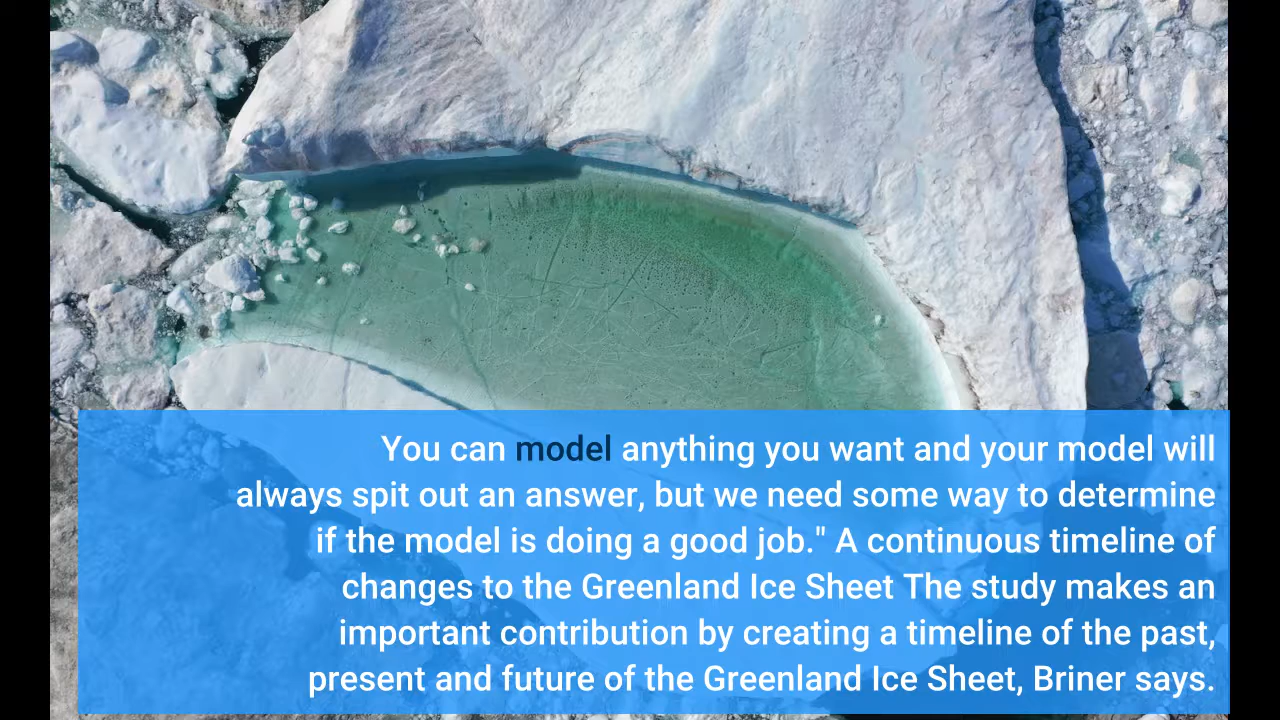 You can model anything you want and your model will
always spit out an answer, but we need some way to determine
if the model is doing a good job." A continuous timeline of
changes to the Greenland Ice Sheet The study makes an
important contribution by creating a timeline of the past,
present and future of the Greenland Ice Sheet, Briner says.